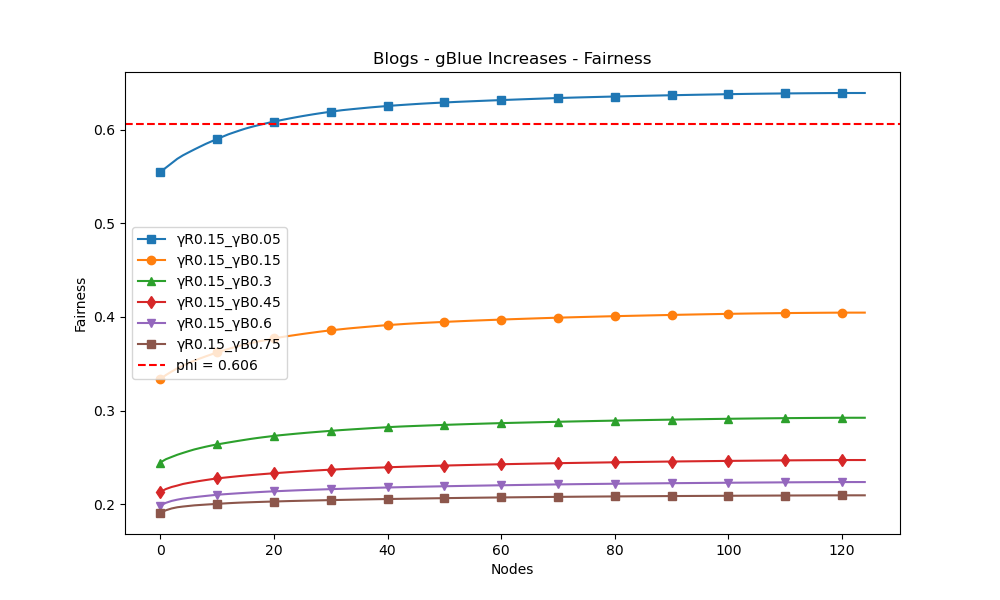 Blogs - gBlue Increases - Fairness
Fairness
0.6
0.5
0.4
0.3
0.2
γR0.15_γB0.05
γR0.15_γB0.15
γR0.15_γB0.3
γR0.15_γB0.45
γR0.15_γB0.6
γR0.15_γB0.75
phi = 0.606
0 20 40 60 80 100 120
Nodes